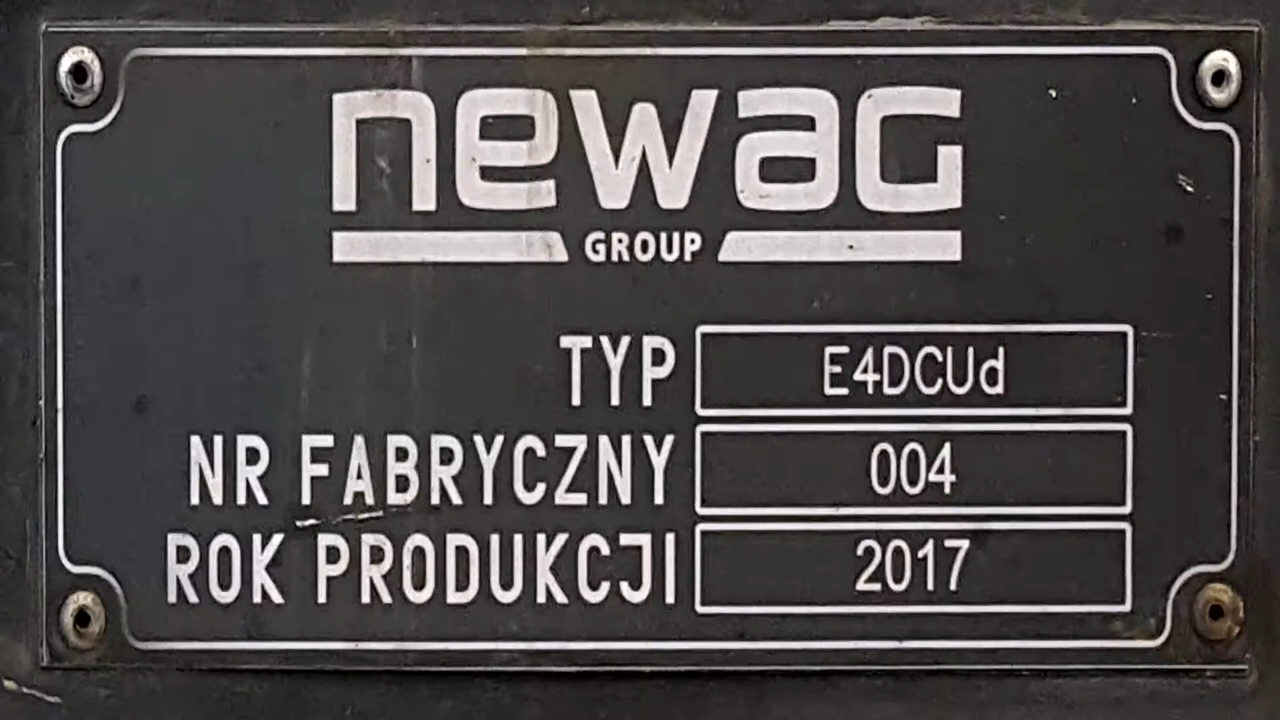 newag
GROUP
TYP E4DCUd
NR FABRYCZNY 004
ROK PRODUKCJI 2017